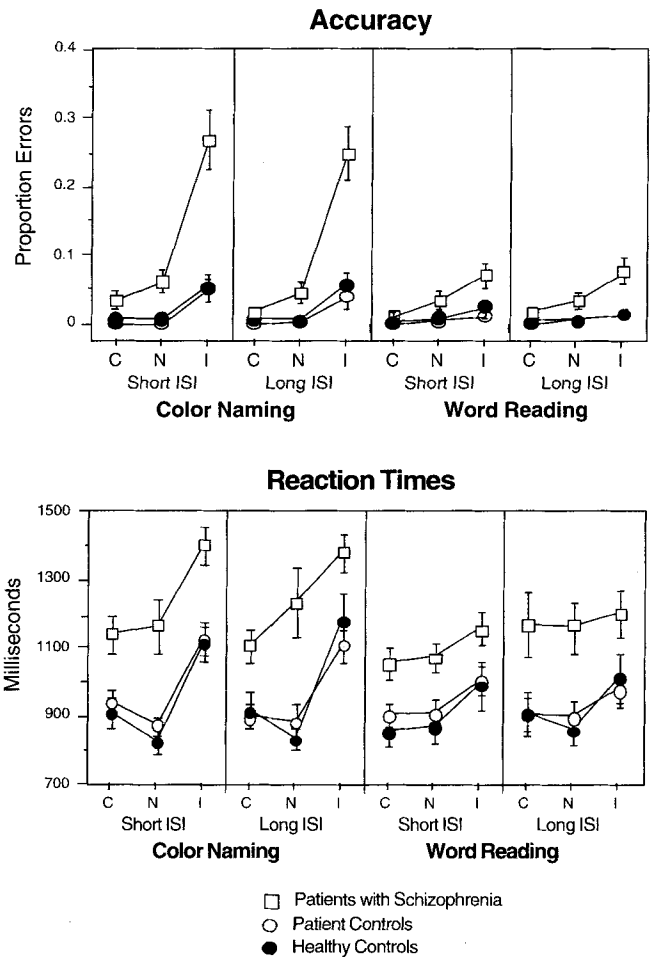 Accuracy
0.4
0.3
0.2
0.1
0
Proportion Errors
C N I C N I C N I C N I
Short ISI Long ISI Short ISI Long ISI
Color Naming Word Reading
Reaction Times
1500
1300
1100
900
700
Milliseconds
C N I C N I C N I C N I
Short ISI Long ISI Short ISI Long ISI
Color Naming Word Reading
Patients with Schizophrenia
Patient Controls
Healthy Controls